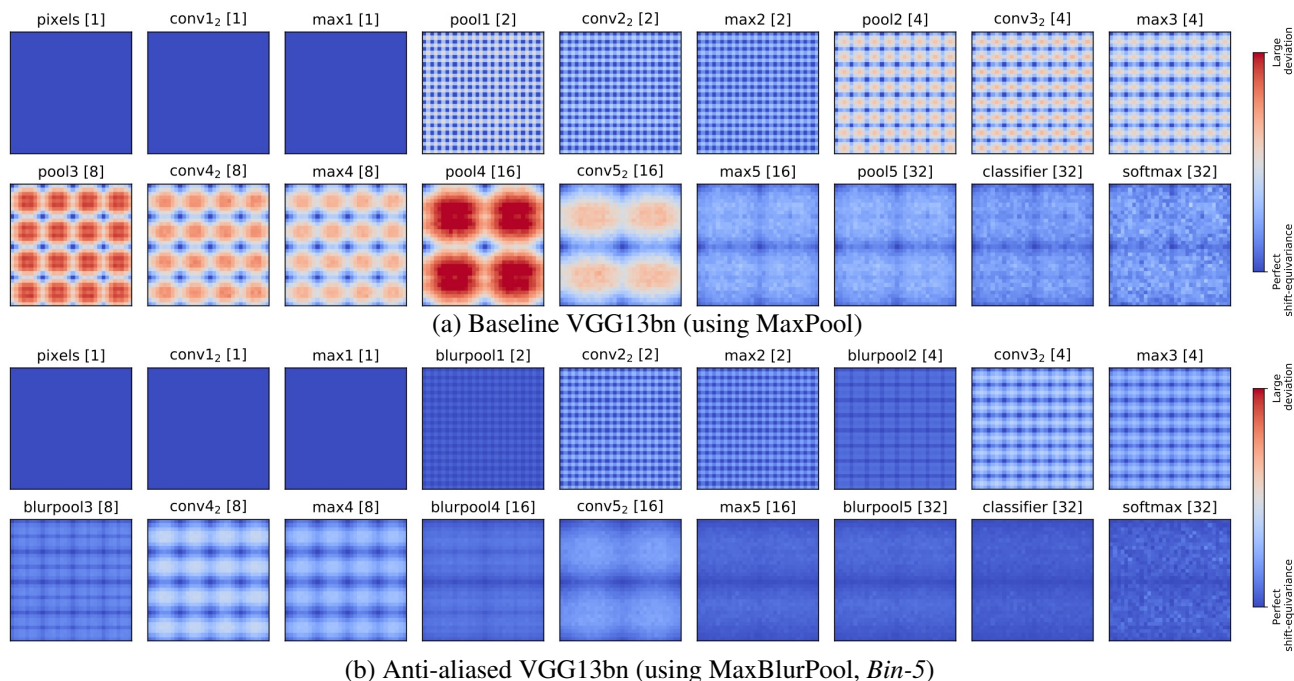 pixels [1] conv1₂ [1] max1 [1] pool1 [2] conv2₂ [2] max2 [2] pool2 [4] conv3₂ [4] max3 [4]
Large deviation
pool3 [8] conv4₂ [8] max4 [8] pool4 [16] conv5₂ [16] max5 [16] pool5 [32] classifier [32] softmax [32]
Perfect shift-equivariance
(a) Baseline VGG13bn (using MaxPool)
pixels [1] conv1₂ [1] max1 [1] blurpool1 [2] conv2₂ [2] max2 [2] blurpool2 [4] conv3₂ [4] max3 [4]
Large deviation
blurpool3 [8] conv4₂ [8] max4 [8] blurpool4 [16] conv5₂ [16] max5 [16] blurpool5 [32] classifier [32] softmax [32]
Perfect shift-equivariance
(b) Anti-aliased VGG13bn (using MaxBlurPool, Bin-5)